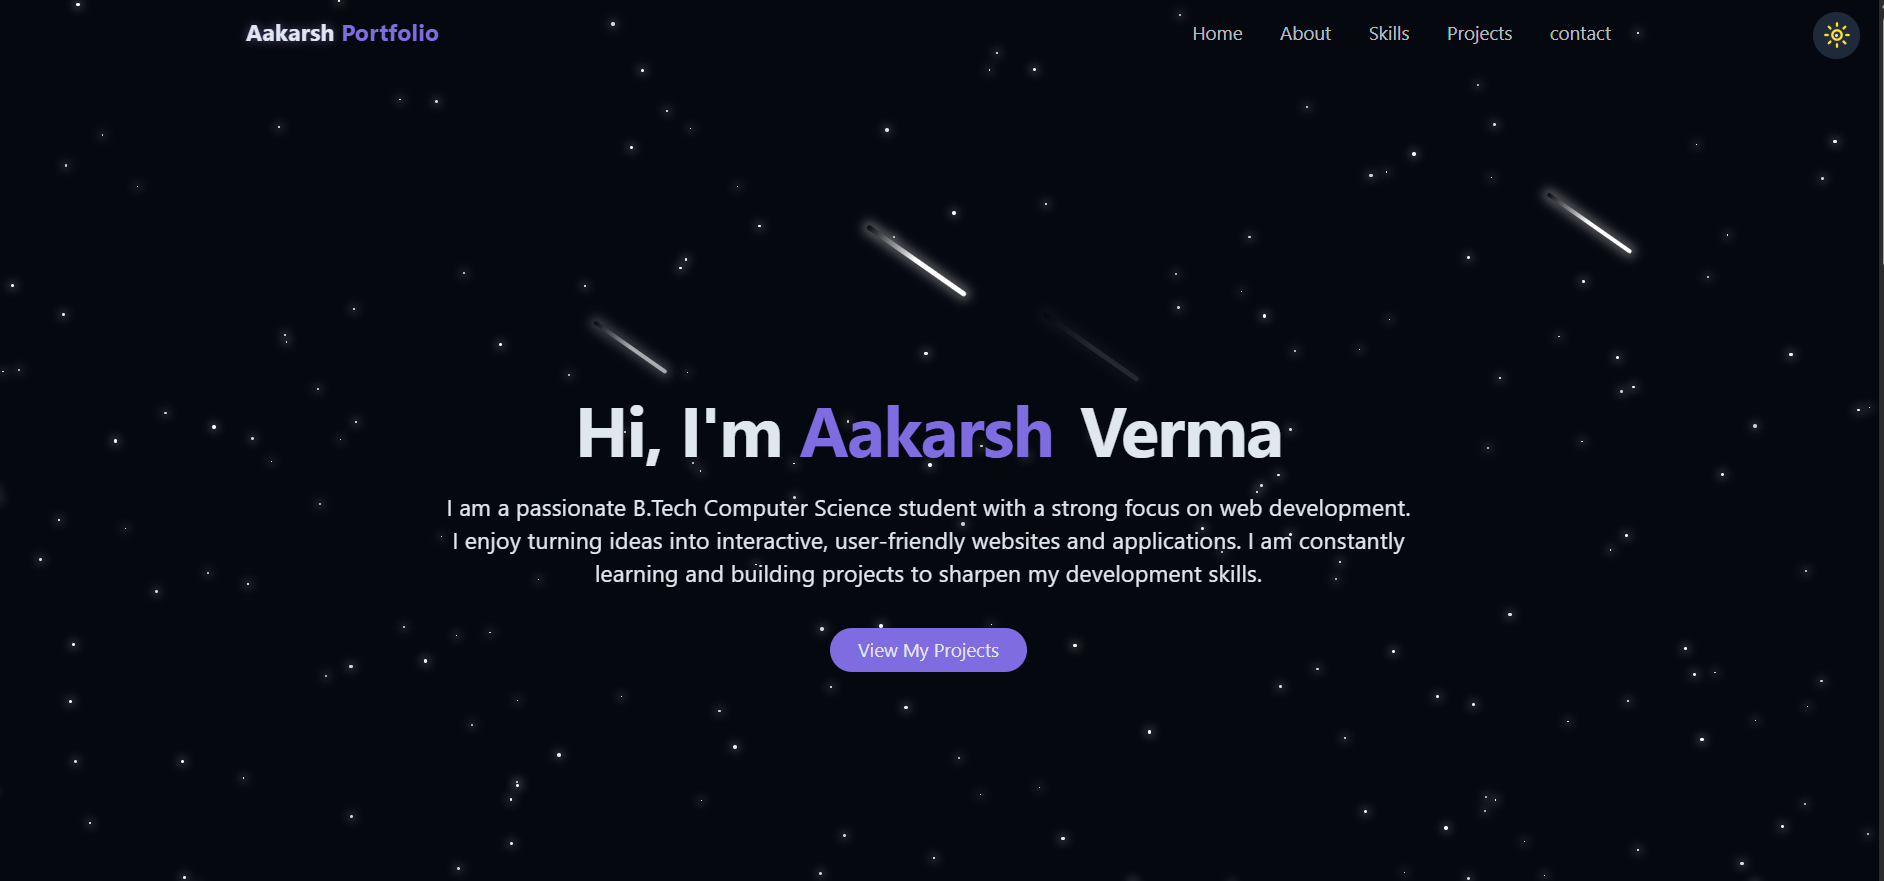 Aakarsh Portfolio
Home About Skills Projects contact
Hi, I'm Aakarsh Verma
I am a passionate B.Tech Computer Science student with a strong focus on web development.
I enjoy turning ideas into interactive, user-friendly websites and applications. I am constantly
learning and building projects to sharpen my development skills.
View My Projects